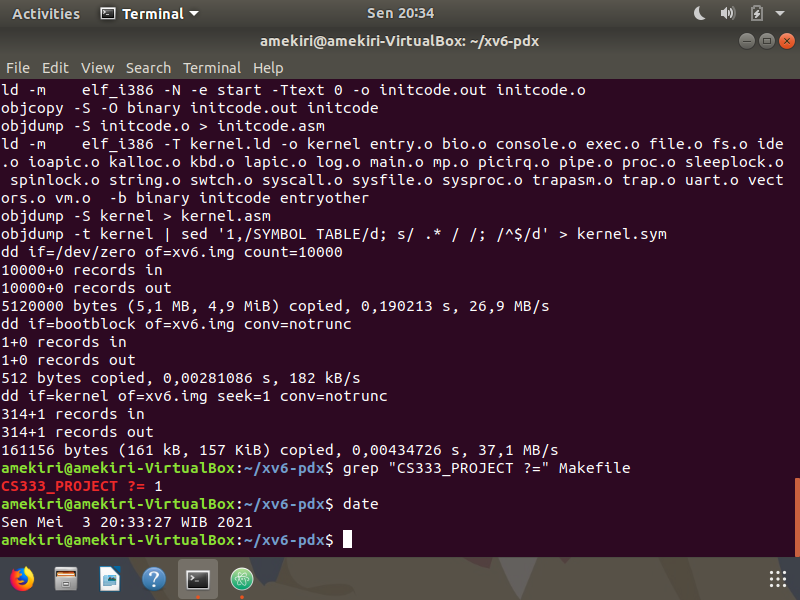 Activities Terminal Sen 20:34
amekiri@amekiri-VirtualBox: ~/xv6-pdx
File Edit View Search Terminal Help
ld -m    elf_i386 -N -e start -Ttext 0 -o initcode.out initcode.o
objcopy -S -O binary initcode.out initcode
objdump -S initcode.o > initcode.asm
ld -m    elf_i386 -T kernel.ld -o kernel entry.o bio.o console.o exec.o file.o fs.o ide
.o ioapic.o kalloc.o kbd.o lapic.o log.o main.o mp.o picirq.o pipe.o proc.o sleeplock.o
 spinlock.o string.o swtch.o syscall.o sysfile.o sysproc.o trapasm.o trap.o uart.o vect
ors.o vm.o  -b binary initcode entryother
objdump -S kernel > kernel.asm
objdump -t kernel | sed '1,/SYMBOL TABLE/d; s/ .* / /; /^$/d' > kernel.sym
dd if=/dev/zero of=xv6.img count=10000
10000+0 records in
10000+0 records out
5120000 bytes (5,1 MB, 4,9 MiB) copied, 0,190213 s, 26,9 MB/s
dd if=bootblock of=xv6.img conv=notrunc
1+0 records in
1+0 records out
512 bytes copied, 0,00281086 s, 182 kB/s
dd if=kernel of=xv6.img seek=1 conv=notrunc
314+1 records in
314+1 records out
161156 bytes (161 kB, 157 KiB) copied, 0,00434726 s, 37,1 MB/s
amekiri@amekiri-VirtualBox:~/xv6-pdx$ grep "CS333_PROJECT ?=" Makefile
CS333_PROJECT ?= 1
amekiri@amekiri-VirtualBox:~/xv6-pdx$ date
Sen Mei  3 20:33:27 WIB 2021
amekiri@amekiri-VirtualBox:~/xv6-pdx$